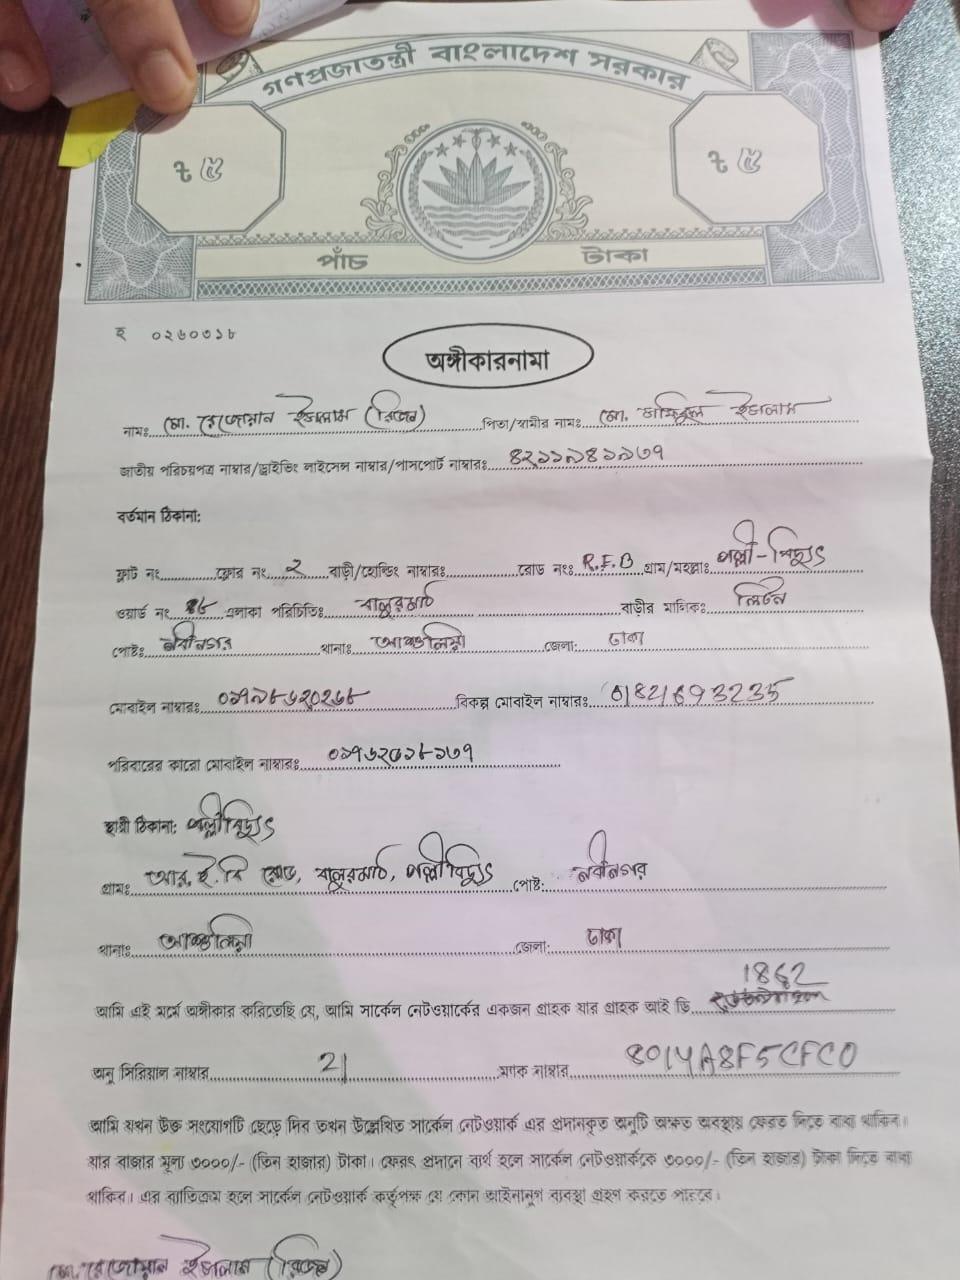 গণপ্রজাতন্ত্রী বাংলাদেশ সরকার
৳ ৫ ৳ ৫
পাঁচ টাকা
হ ০২৬০৩১৮
অঙ্গীকারনামা
নামঃ মো. রেজোয়ান ইসলাম () পিতা/স্বামীর নামঃ মো. ইসলাম
জাতীয় পরিচয়পত্র নাম্বার/ড্রাইভিং লাইসেন্স নাম্বার/পাসপোর্ট নাম্বারঃ ৪২১১৯৪১৯৩৭
বর্তমান ঠিকানা:
ফ্লাট নং ফ্লোর নং ২ বাড়ী/হোল্ডিং নাম্বারঃ রোড নংঃ R.E.B গ্রাম/মহল্লাঃ পল্লী-বিদ্যুৎ
ওয়ার্ড নং এলাকা পরিচিতিঃ বালুরমাঠ বাড়ীর মালিকঃ লিটন
পোষ্টঃ নবীনগর থানাঃ আশুলিয়া জেলা: ঢাকা
মোবাইল নাম্বারঃ ০১৭৯৮৬২০২৬৮ বিকল্প মোবাইল নাম্বারঃ 01821693235
পরিবারের কারো মোবাইল নাম্বারঃ
স্থায়ী ঠিকানা: পল্লীবিদ্যুৎ
গ্রামঃ আর.ই.বি রোড, বালুরমাঠ, পল্লীবিদ্যুৎ পোষ্ট: নবীনগর
থানাঃ আশুলিয়া জেলা: ঢাকা
1862
আমি এই মর্মে অঙ্গীকার করিতেছি যে, আমি সার্কেল নেটওয়ার্কের একজন গ্রাহক যার গ্রাহক আই ডি
অনু সিরিয়াল নাম্বার 21 ম্যাক নাম্বার 8014A8F5CFC0
আমি যখন উক্ত সংযোগটি ছেড়ে দিব তখন উল্লেখিত সার্কেল নেটওয়ার্ক এর প্রদানকৃত অনুটি অক্ষত অবস্থায় ফেরত দিতে বাধ্য থাকিব।
যার বাজার মূল্য ৩০০০/- (তিন হাজার) টাকা। ফেরৎ প্রদানে ব্যর্থ হলে সার্কেল নেটওয়ার্ককে ৩০০০/- (তিন হাজার) টাকা দিতে বাধ্য
থাকিব। এর ব্যতিক্রম হলে সার্কেল নেটওয়ার্ক কর্তৃপক্ষ যে কোন আইনানুগ ব্যবস্থা গ্রহণ করতে পারবে।
মো. রেজোয়ান ইসলাম ()